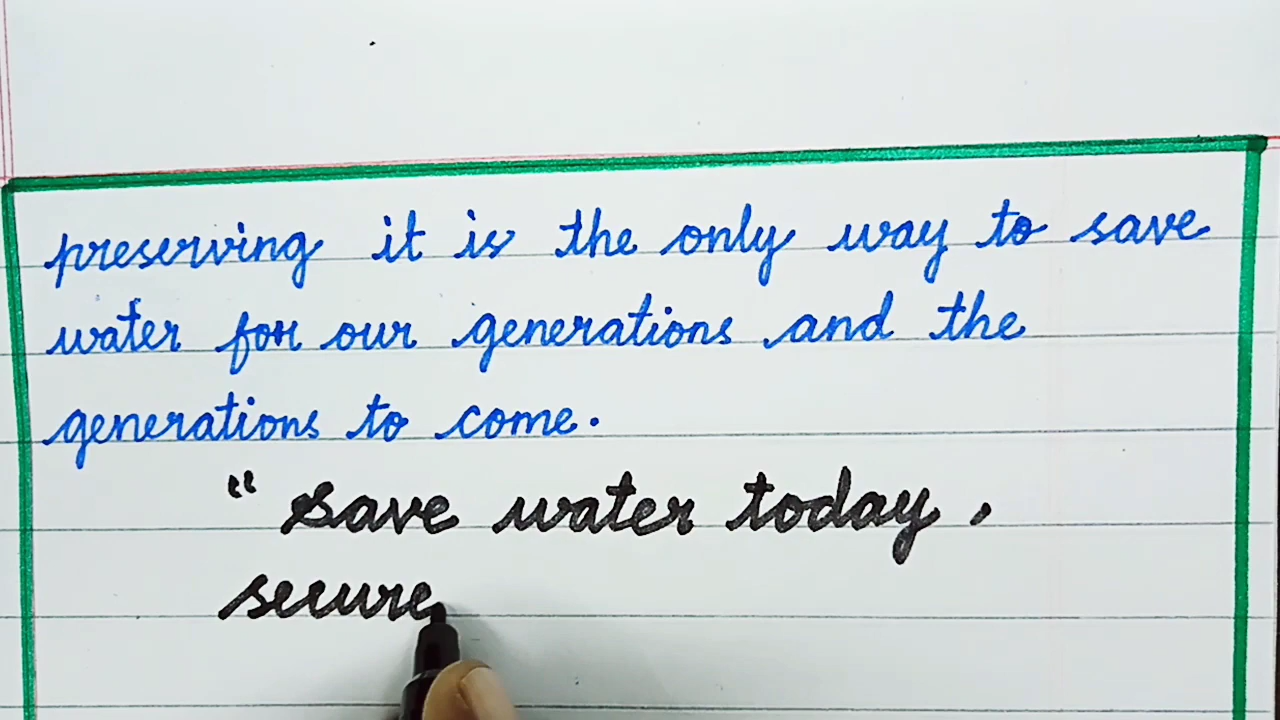 preserving it is the only way to save
water for our generations and the
generations to come.
" Save water today,
secure